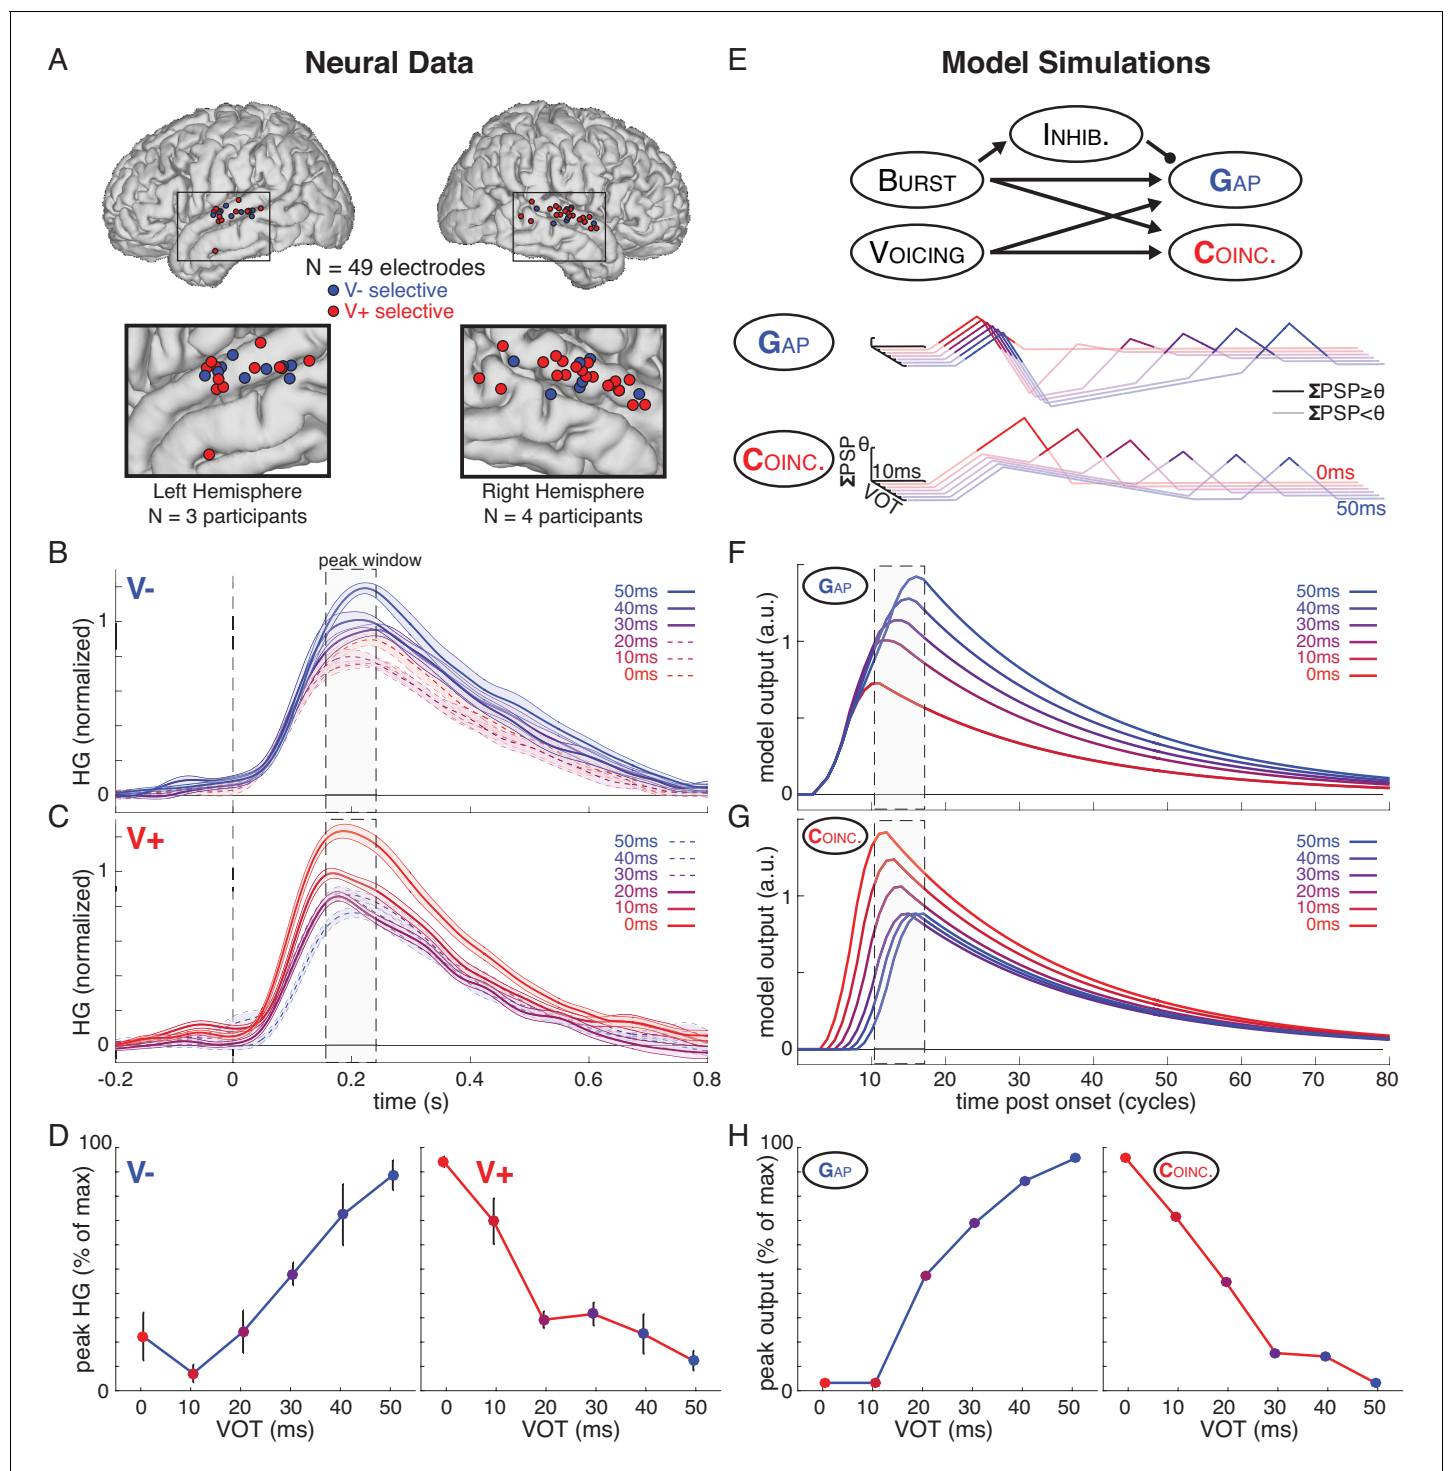 A
Neural Data
N = 49 electrodes
V- selective
V+ selective
Left Hemisphere
N = 3 participants
Right Hemisphere
N = 4 participants
B
V-
peak window
50ms
40ms
30ms
20ms
10ms
0ms
HG (normalized)
1
0
C
V+
50ms
40ms
30ms
20ms
10ms
0ms
HG (normalized)
1
0
-0.2 0 0.2 0.4 0.6 0.8
time (s)
D
100
V-
V+
peak HG (% of max)
0
0 10 20 30 40 50
VOT (ms)
0 10 20 30 40 50
VOT (ms)
E
Model Simulations
INHIB.
BURST
GAP
VOICING
COINC.
GAP
ΣPSP≥θ
ΣPSP<θ
COINC.
ΣPSP
θ
10ms
VOT
0ms
50ms
F
GAP
50ms
40ms
30ms
20ms
10ms
0ms
model output (a.u.)
1
0
G
COINC.
50ms
40ms
30ms
20ms
10ms
0ms
model output (a.u.)
1
0
10 20 30 40 50 60 70 80
time post onset (cycles)
H
100
GAP
COINC.
peak output (% of max)
0
0 10 20 30 40 50
VOT (ms)
0 10 20 30 40 50
VOT (ms)